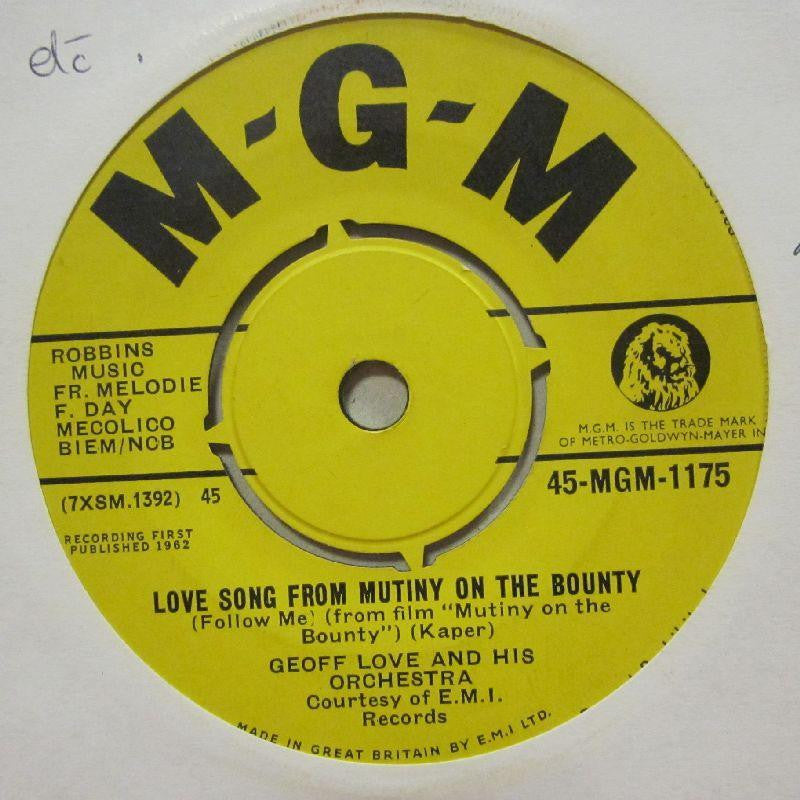 etc.
M-G-M
ROBBINS
MUSIC
FR. MELODIE
F. DAY
MECOLICO
BIEM/NCB
M.G.M. IS THE TRADE MARK
OF METRO-GOLDWYN-MAYER IN
(7XSM.1392) 45
45-MGM-1175
RECORDING FIRST
PUBLISHED 1962
LOVE SONG FROM MUTINY ON THE BOUNTY
(Follow Me) (from film "Mutiny on the
Bounty") (Kaper)
GEOFF LOVE AND HIS
ORCHESTRA
Courtesy of E.M.I.
Records
MADE IN GREAT BRITAIN BY E.M.I LTD.